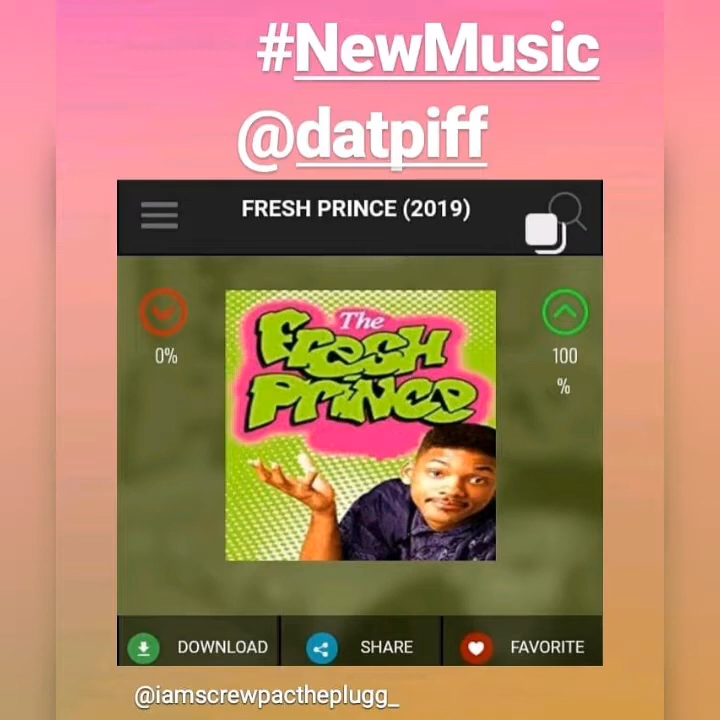 #NewMusic
@datpiff
FRESH PRINCE (2019)
0%
100
%
The
FRESH
PRINCE
DOWNLOAD
SHARE
FAVORITE
@iamscrewpactheplugg_